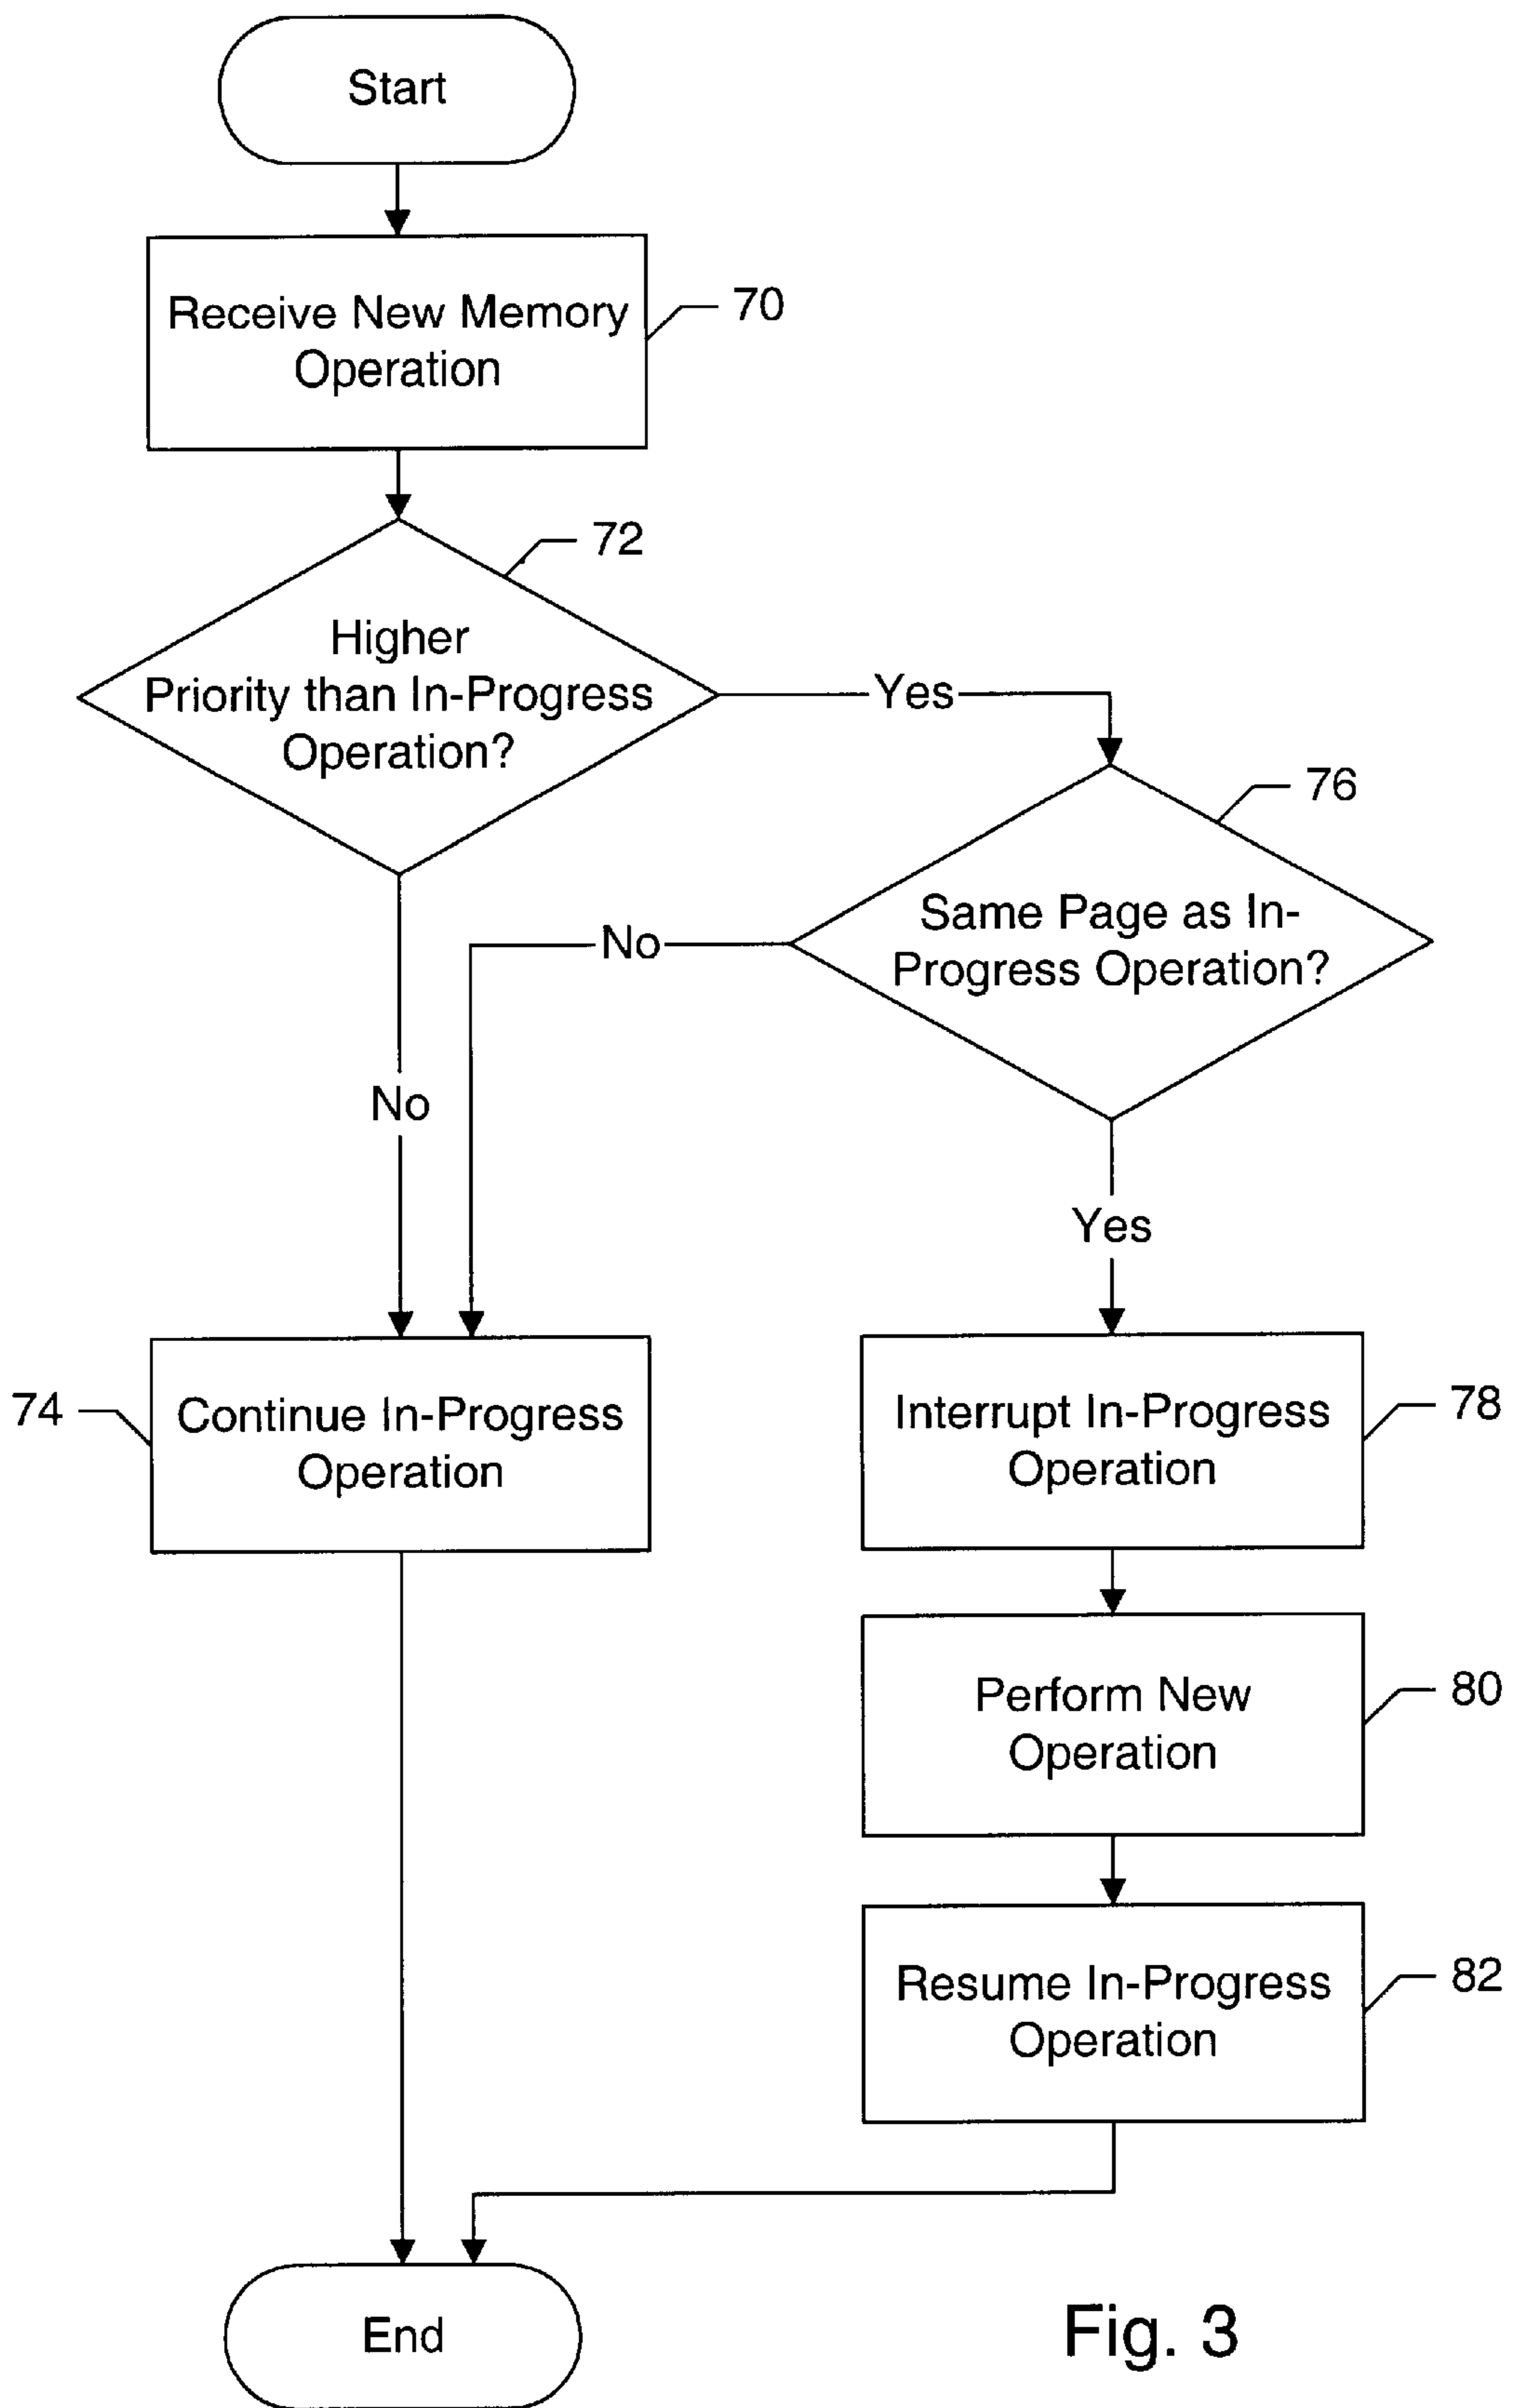 Start
Receive New Memory
Operation
70
72
Higher
Priority than In-Progress
Operation?
Yes
76
Same Page as In-
Progress Operation?
No
No
Yes
74
Continue In-Progress
Operation
Interrupt In-Progress
Operation
78
Perform New
Operation
80
Resume In-Progress
Operation
82
End
Fig. 3